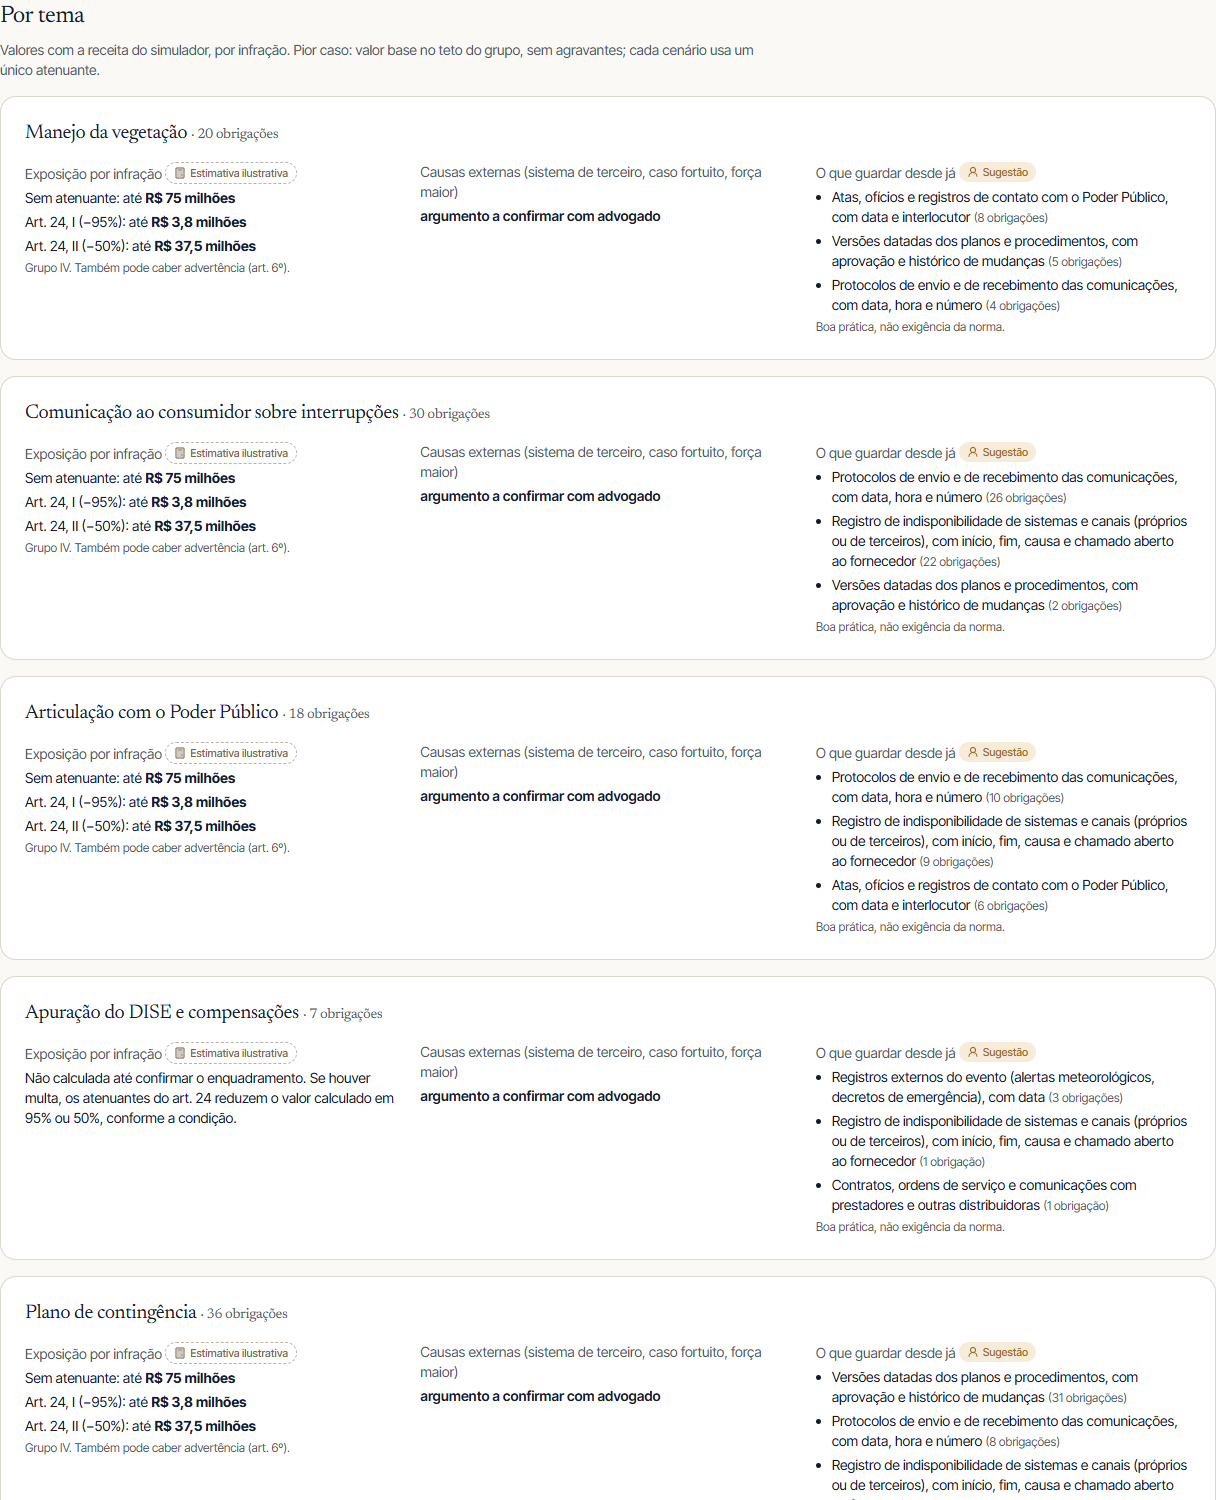 Por tema
Valores com a receita do simulador, por infração. Pior caso: valor base no teto do grupo, sem agravantes; cada cenário usa um
único atenuante.
Manejo da vegetação · 20 obrigações
Exposição por infração Estimativa ilustrativa
Sem atenuante: até R$ 75 milhões
Art. 24, I (−95%): até R$ 3,8 milhões
Art. 24, II (−50%): até R$ 37,5 milhões
Grupo IV. Também pode caber advertência (art. 6º).
Causas externas (sistema de terceiro, caso fortuito, força
maior)
argumento a confirmar com advogado
O que guardar desde já Sugestão
• Atas, ofícios e registros de contato com o Poder Público,
com data e interlocutor (8 obrigações)
• Versões datadas dos planos e procedimentos, com
aprovação e histórico de mudanças (5 obrigações)
• Protocolos de envio e de recebimento das comunicações,
com data, hora e número (4 obrigações)
Boa prática, não exigência da norma.
Comunicação ao consumidor sobre interrupções · 30 obrigações
Exposição por infração Estimativa ilustrativa
Sem atenuante: até R$ 75 milhões
Art. 24, I (−95%): até R$ 3,8 milhões
Art. 24, II (−50%): até R$ 37,5 milhões
Grupo IV. Também pode caber advertência (art. 6º).
Causas externas (sistema de terceiro, caso fortuito, força
maior)
argumento a confirmar com advogado
O que guardar desde já Sugestão
• Protocolos de envio e de recebimento das comunicações,
com data, hora e número (26 obrigações)
• Registro de indisponibilidade de sistemas e canais (próprios
ou de terceiros), com início, fim, causa e chamado aberto
ao fornecedor (22 obrigações)
• Versões datadas dos planos e procedimentos, com
aprovação e histórico de mudanças (2 obrigações)
Boa prática, não exigência da norma.
Articulação com o Poder Público · 18 obrigações
Exposição por infração Estimativa ilustrativa
Sem atenuante: até R$ 75 milhões
Art. 24, I (−95%): até R$ 3,8 milhões
Art. 24, II (−50%): até R$ 37,5 milhões
Grupo IV. Também pode caber advertência (art. 6º).
Causas externas (sistema de terceiro, caso fortuito, força
maior)
argumento a confirmar com advogado
O que guardar desde já Sugestão
• Protocolos de envio e de recebimento das comunicações,
com data, hora e número (10 obrigações)
• Registro de indisponibilidade de sistemas e canais (próprios
ou de terceiros), com início, fim, causa e chamado aberto
ao fornecedor (9 obrigações)
• Atas, ofícios e registros de contato com o Poder Público,
com data e interlocutor (6 obrigações)
Boa prática, não exigência da norma.
Apuração do DISE e compensações · 7 obrigações
Exposição por infração Estimativa ilustrativa
Não calculada até confirmar o enquadramento. Se houver
multa, os atenuantes do art. 24 reduzem o valor calculado em
95% ou 50%, conforme a condição.
Causas externas (sistema de terceiro, caso fortuito, força
maior)
argumento a confirmar com advogado
O que guardar desde já Sugestão
• Registros externos do evento (alertas meteorológicos,
decretos de emergência), com data (3 obrigações)
• Registro de indisponibilidade de sistemas e canais (próprios
ou de terceiros), com início, fim, causa e chamado aberto
ao fornecedor (1 obrigação)
• Contratos, ordens de serviço e comunicações com
prestadores e outras distribuidoras (1 obrigação)
Boa prática, não exigência da norma.
Plano de contingência · 36 obrigações
Exposição por infração Estimativa ilustrativa
Sem atenuante: até R$ 75 milhões
Art. 24, I (−95%): até R$ 3,8 milhões
Art. 24, II (−50%): até R$ 37,5 milhões
Grupo IV. Também pode caber advertência (art. 6º).
Causas externas (sistema de terceiro, caso fortuito, força
maior)
argumento a confirmar com advogado
O que guardar desde já Sugestão
• Versões datadas dos planos e procedimentos, com
aprovação e histórico de mudanças (31 obrigações)
• Protocolos de envio e de recebimento das comunicações,
com data, hora e número (8 obrigações)
• Registro de indisponibilidade de sistemas e canais (próprios
ou de terceiros), com início, fim, causa e chamado aberto